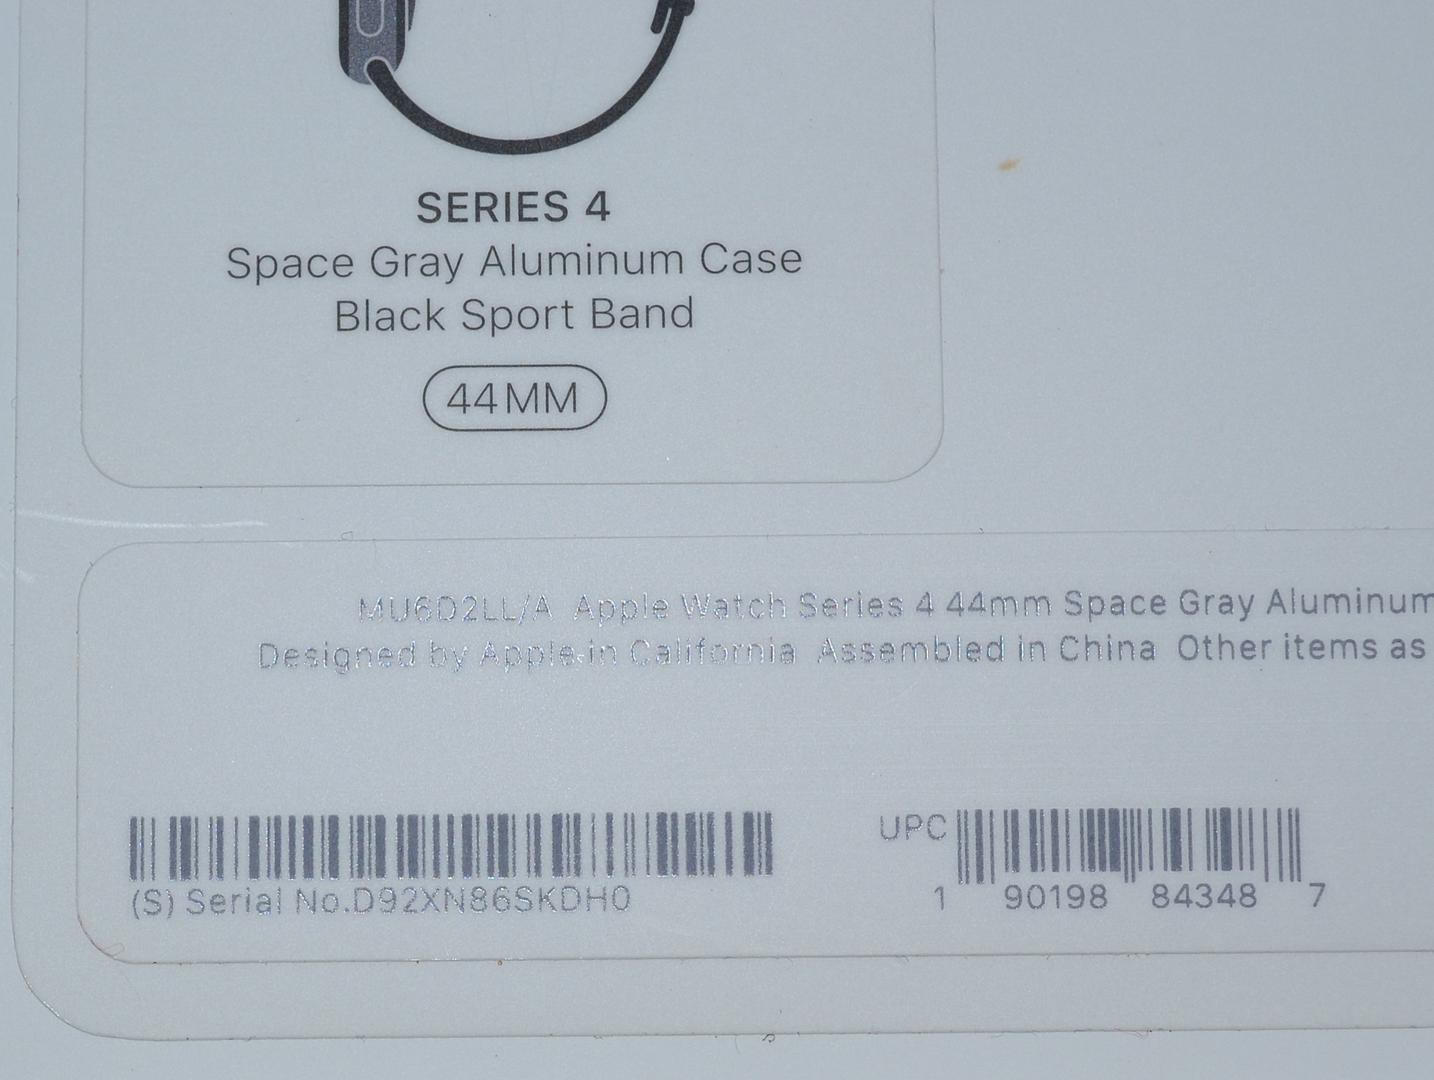 SERIES 4
Space Gray Aluminum Case
Black Sport Band
44MM
MU6D2LL/A Apple Watch Series 4 44mm Space Gray Aluminum
Designed by Apple in California Assembled in China Other items as
(S) Serial No.D92XN86SKDH0
UPC
1 90198 84348 7